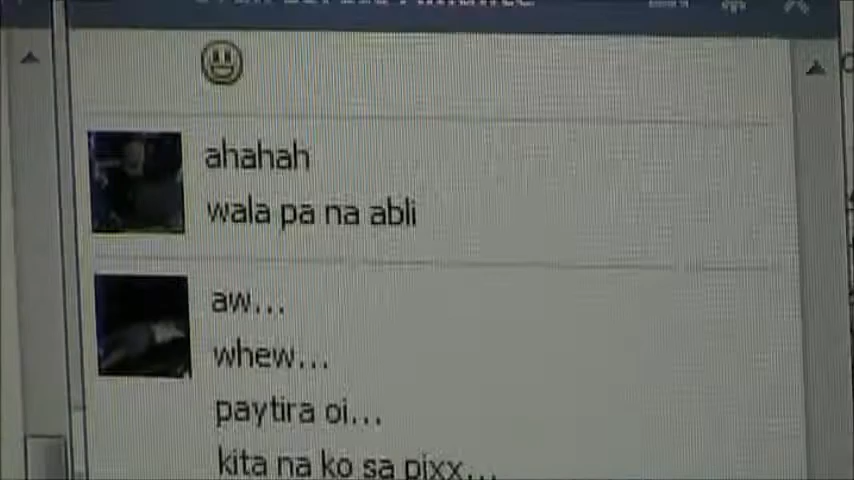 ahahah
wala pa na abli
aw...
whew...
paytira oi...
kita na ko sa pixx...